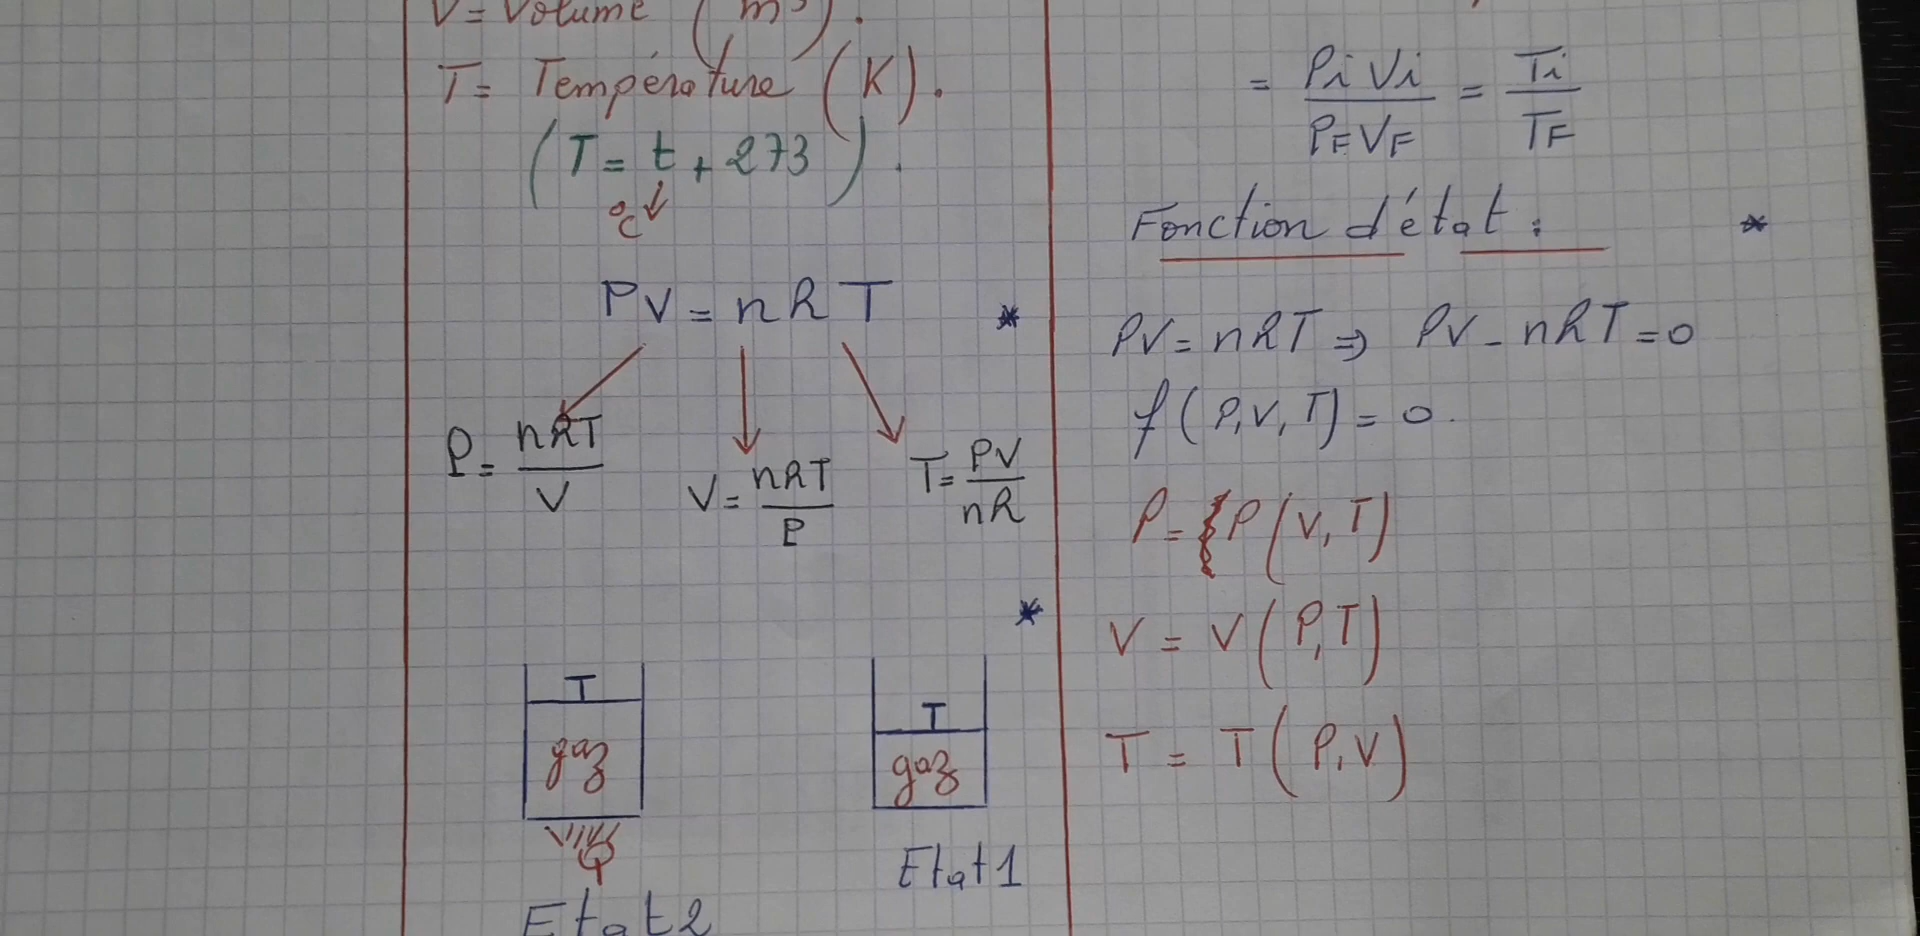 V = Volume (m³).
T = Température (K).
(T = t + 273).
°C
PV = nRT *
P = nRT / V
V = nRT / P
T = PV / nR
*
gaz
gaz
Etat 1
Etat 2
= PiVi / PFVF = Ti / TF
Fonction d'état : *
PV = nRT ⇒ PV - nRT = 0
f(P,V,T) = 0.
P = P(V,T)
V = V(P,T)
T = T(P,V)